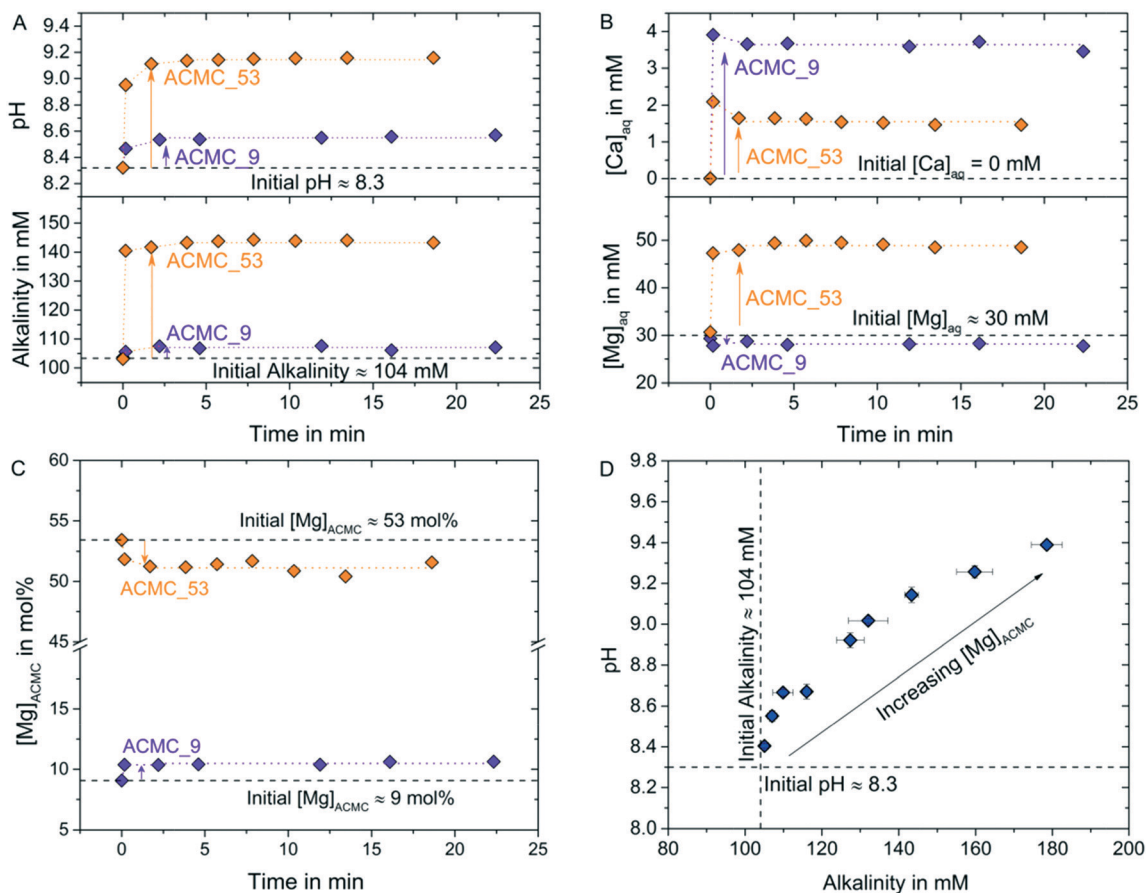 A
9.4
9.2
9.0
8.8
8.6
8.4
8.2
pH
ACMC_53
ACMC_9
Initial pH ≈ 8.3
150
140
130
120
110
100
Alkalinity in mM
ACMC_53
ACMC_9
Initial Alkalinity ≈ 104 mM
0 5 10 15 20 25
Time in min
B
4
3
2
1
0
[Ca]aq in mM
ACMC_9
ACMC_53
Initial [Ca]aq = 0 mM
50
40
30
20
[Mg]aq in mM
ACMC_53
Initial [Mg]aq ≈ 30 mM
ACMC_9
0 5 10 15 20 25
Time in min
C
60
55
50
45
15
10
5
[Mg]ACMC in mol%
Initial [Mg]ACMC ≈ 53 mol%
ACMC_53
ACMC_9
Initial [Mg]ACMC ≈ 9 mol%
0 5 10 15 20 25
Time in min
D
9.8
9.6
9.4
9.2
9.0
8.8
8.6
8.4
8.2
8.0
pH
Initial Alkalinity ≈ 104 mM
Increasing [Mg]ACMC
Initial pH ≈ 8.3
80 100 120 140 160 180 200
Alkalinity in mM